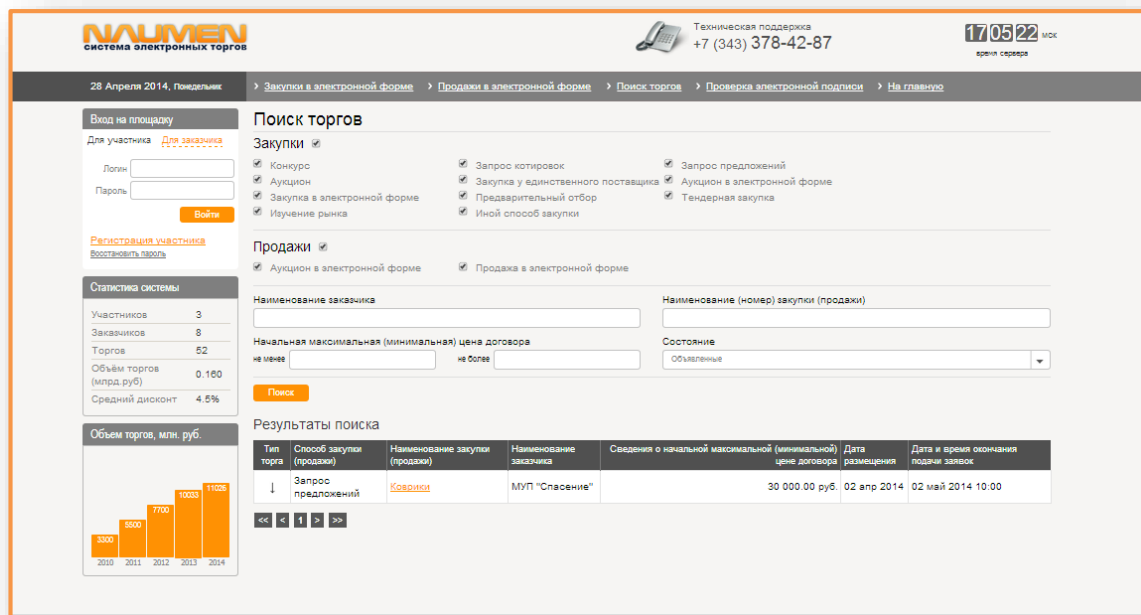 NAUMEN
система электронных торгов
Техническая поддержка
+7 (343) 378-42-87
17 05 22 мск
время сервера
28 Апреля 2014, Понедельник
Закупки в электронной форме
Продажи в электронной форме
Поиск торгов
Проверка электронной подписи
На главную
Вход на площадку
Для участника Для заказчика
Логин
Пароль
Войти
Регистрация участника
Восстановить пароль
Статистика системы
Участников 3
Заказчиков 8
Торгов 52
Объём торгов
(млрд.руб) 0.160
Средний дисконт 4.5%
Объем торгов, млн. руб.
3300 5500 7700 10033 11026
2010 2011 2012 2013 2014
Поиск торгов
Закупки
Конкурс Запрос котировок Запрос предложений
Аукцион Закупка у единственного поставщика Аукцион в электронной форме
Закупка в электронной форме Предварительный отбор Тендерная закупка
Изучение рынка Иной способ закупки
Продажи
Аукцион в электронной форме Продажа в электронной форме
Наименование заказчика Наименование (номер) закупки (продажи)
Начальная максимальная (минимальная) цена договора Состояние
не менее не более Объявленные
Поиск
Результаты поиска
Тип Способ закупки Наименование закупки Наименование Сведения о начальной максимальной (минимальной) Дата Дата и время окончания
торга (продажи) (продажи) заказчика цене договора размещения подачи заявок
↓ Запрос предложений Коврики МУП "Спасение" 30 000.00 руб. 02 апр 2014 02 май 2014 10:00
<< < 1 > >>